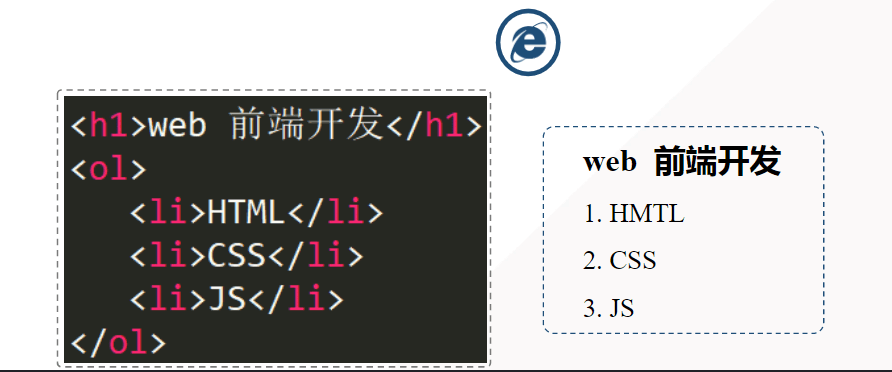 <h1>web 前端开发</h1>
<ol>
<li>HTML</li>
<li>CSS</li>
<li>JS</li>
</ol>
web 前端开发
1. HMTL
2. CSS
3. JS